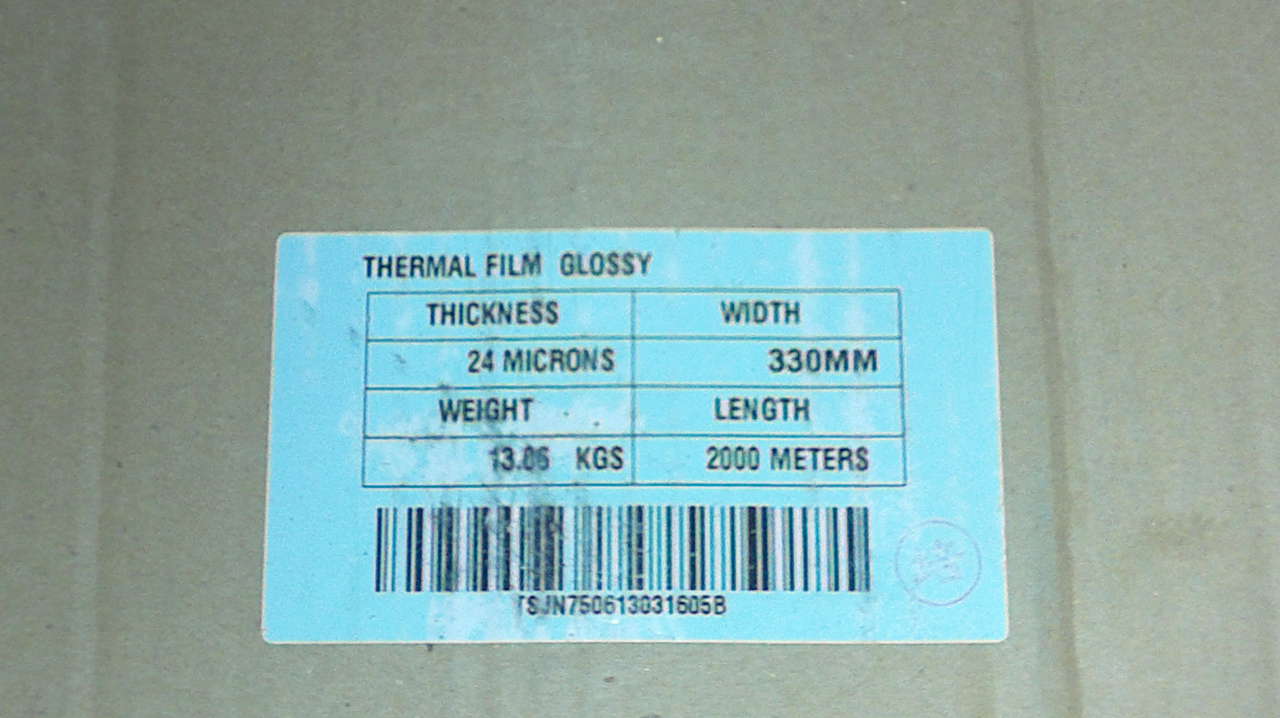 THERMAL FILM GLOSSY
THICKNESS WIDTH
24 MICRONS 330MM
WEIGHT LENGTH
13.06 KGS 2000 METERS
TSJN750613031605B